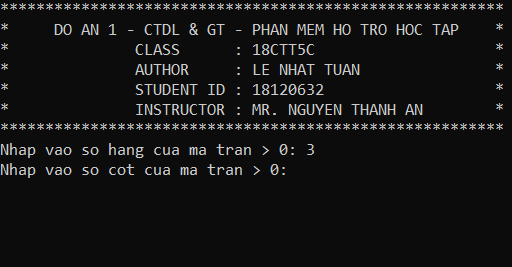 ********************************************************
*     DO AN 1 - CTDL & GT - PHAN MEM HO TRO HOC TAP    *
*              CLASS      : 18CTT5C                    *
*              AUTHOR     : LE NHAT TUAN               *
*              STUDENT ID : 18120632                   *
*              INSTRUCTOR : MR. NGUYEN THANH AN        *
********************************************************
Nhap vao so hang cua ma tran > 0: 3
Nhap vao so cot cua ma tran > 0: